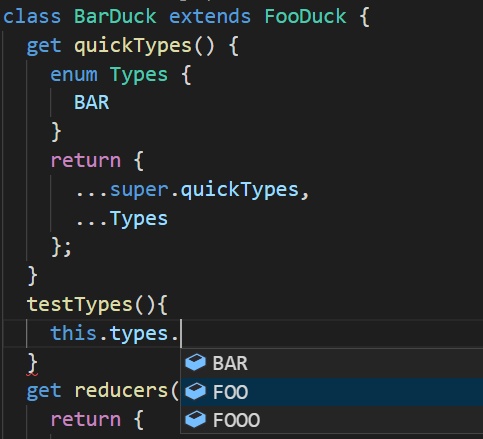 class BarDuck extends FooDuck {
get quickTypes() {
enum Types {
BAR
}
return {
...super.quickTypes,
...Types
};
}
testTypes(){
this.types.
}
BAR
get reducers(
FOO
return {
FOOO